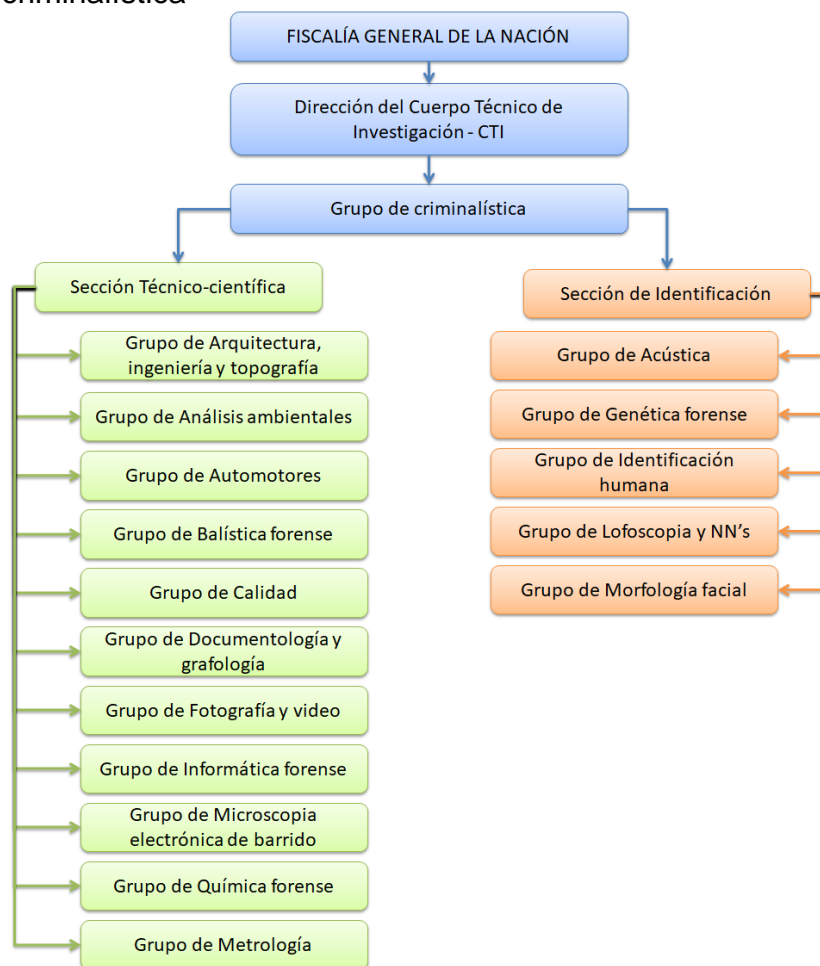 criminalística
FISCALÍA GENERAL DE LA NACIÓN
Dirección del Cuerpo Técnico de
Investigación - CTI
Grupo de criminalística
Sección Técnico-científica
Grupo de Arquitectura,
ingeniería y topografía
Grupo de Análisis ambientales
Grupo de Automotores
Grupo de Balística forense
Grupo de Calidad
Grupo de Documentología y
grafología
Grupo de Fotografía y video
Grupo de Informática forense
Grupo de Microscopia
electrónica de barrido
Grupo de Química forense
Grupo de Metrología
Sección de Identificación
Grupo de Acústica
Grupo de Genética forense
Grupo de Identificación
humana
Grupo de Lofoscopia y NN’s
Grupo de Morfología facial